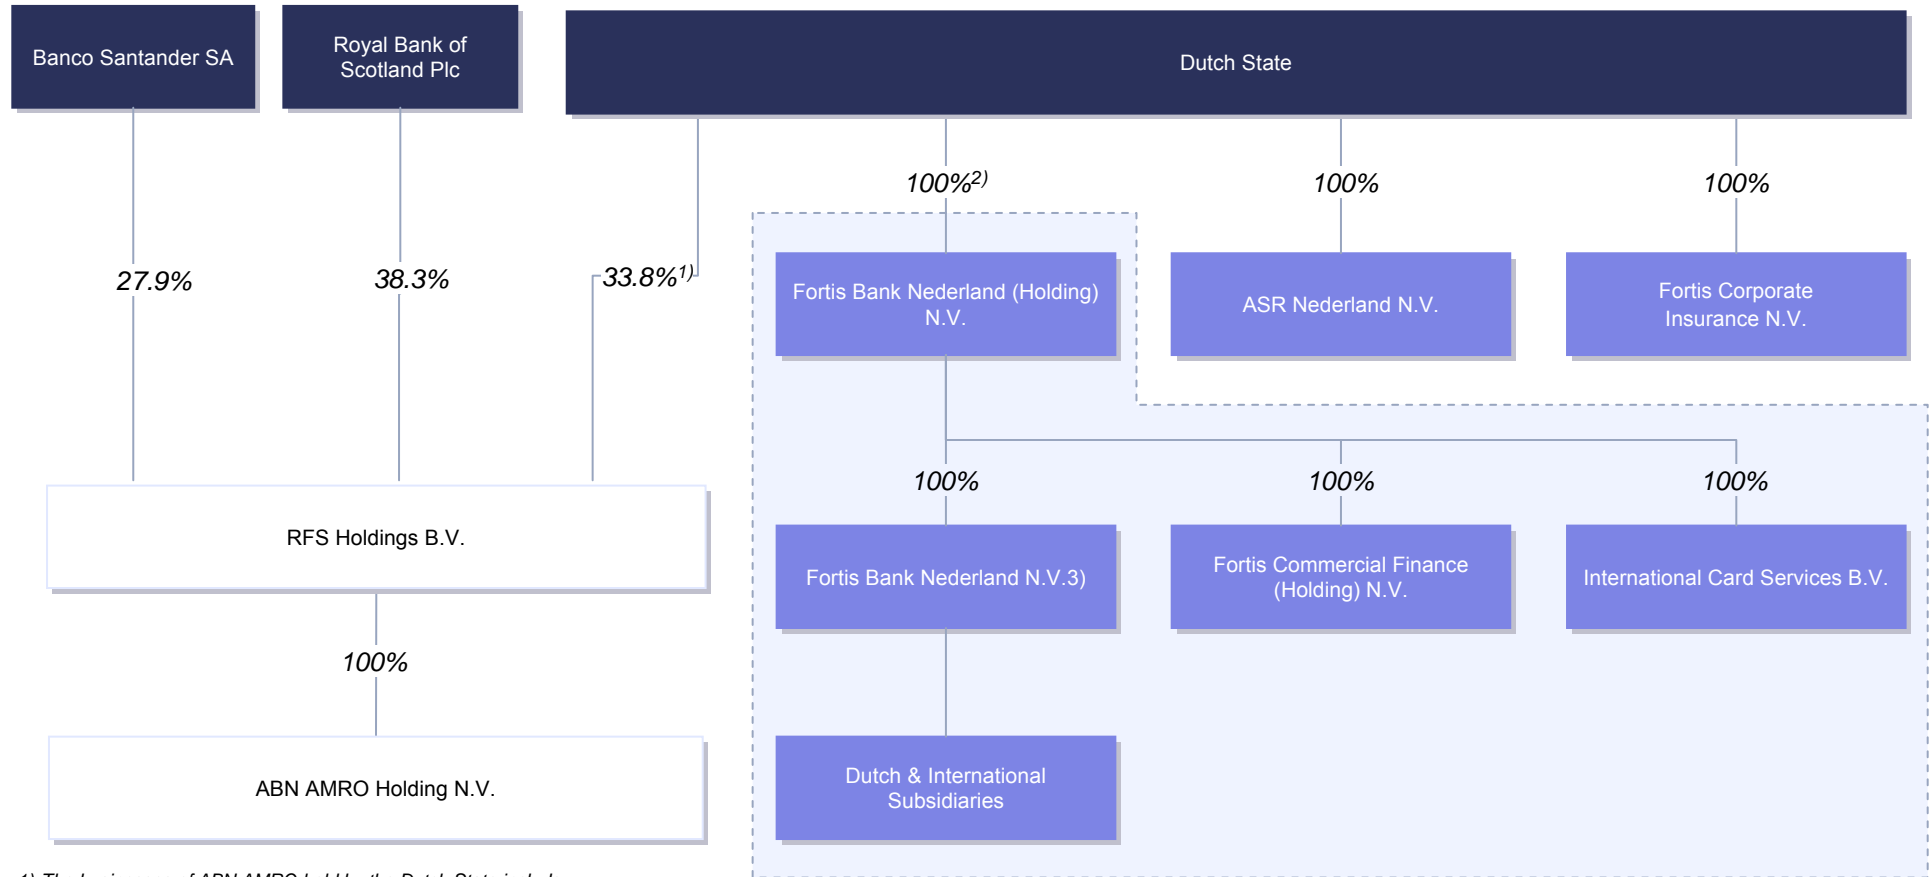 Banco Santander SA
Royal Bank of
Scotland Plc
Dutch State
100%2)
100%
100%
27.9%
38.3%
33.8%1)
Fortis Bank Nederland (Holding)
N.V.
ASR Nederland N.V.
Fortis Corporate
Insurance N.V.
100%
100%
100%
RFS Holdings B.V.
Fortis Bank Nederland N.V.3)
Fortis Commercial Finance
(Holding) N.V.
International Card Services B.V.
100%
ABN AMRO Holding N.V.
Dutch & International
Subsidiaries